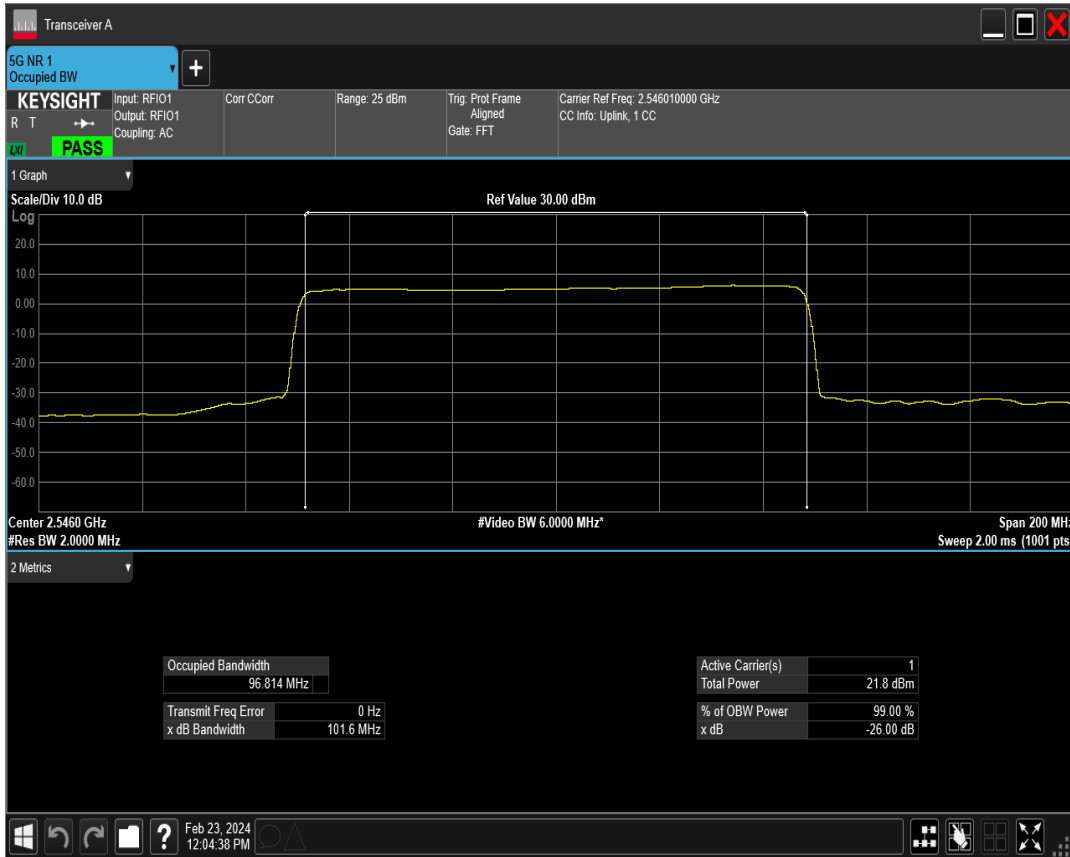 Transceiver A
5G NR 1
Occupied BW
KEYSIGHT
R T
LXI
PASS
Input: RFIO1
Output: RFIO1
Coupling: AC
Corr CCorr
Range: 25 dBm
Trig: Prot Frame
Aligned
Gate: FFT
Carrier Ref Freq: 2.546010000 GHz
CC Info: Uplink, 1 CC
1 Graph
Scale/Div 10.0 dB
Ref Value 30.00 dBm
Log
20.0
10.0
0.00
-10.0
-20.0
-30.0
-40.0
-50.0
-60.0
Center 2.5460 GHz
#Video BW 6.0000 MHz*
Span 200 MHz
#Res BW 2.0000 MHz
Sweep 2.00 ms (1001 pts
2 Metrics
Occupied Bandwidth
96.814 MHz
Transmit Freq Error 0 Hz
x dB Bandwidth 101.6 MHz
Active Carrier(s) 1
Total Power 21.8 dBm
% of OBW Power 99.00 %
x dB -26.00 dB
?
Feb 23, 2024
12:04:38 PM